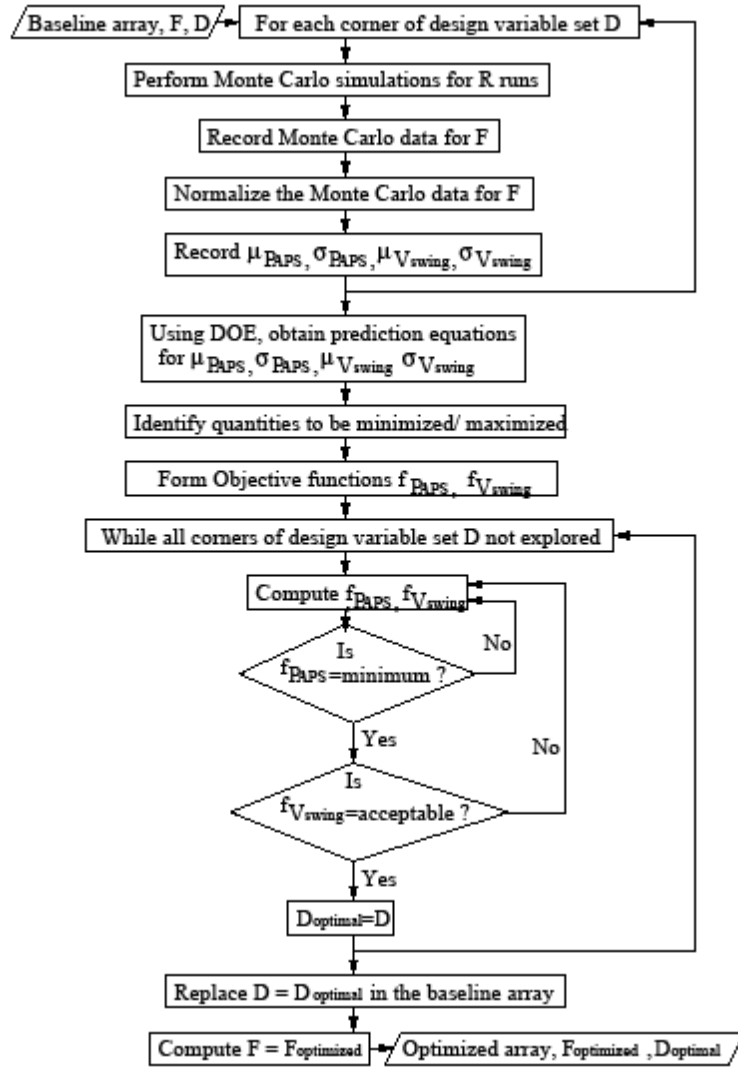 Baseline array, F, D
For each corner of design variable set D
Perform Monte Carlo simulations for R runs
Record Monte Carlo data for F
Normalize the Monte Carlo data for F
Record μPAPS, σPAPS, μVswing, σVswing
Using DOE, obtain prediction equations
for μPAPS, σPAPS, μVswing σVswing
Identify quantities to be minimized/ maximized
Form Objective functions fPAPS, fVswing
While all corners of design variable set D not explored
Compute fPAPS, fVswing
No
Is
fPAPS=minimum ?
Yes
No
Is
fVswing=acceptable ?
Yes
Doptimal=D
Replace D = Doptimal in the baseline array
Compute F = Foptimized
Optimized array, Foptimized , Doptimal